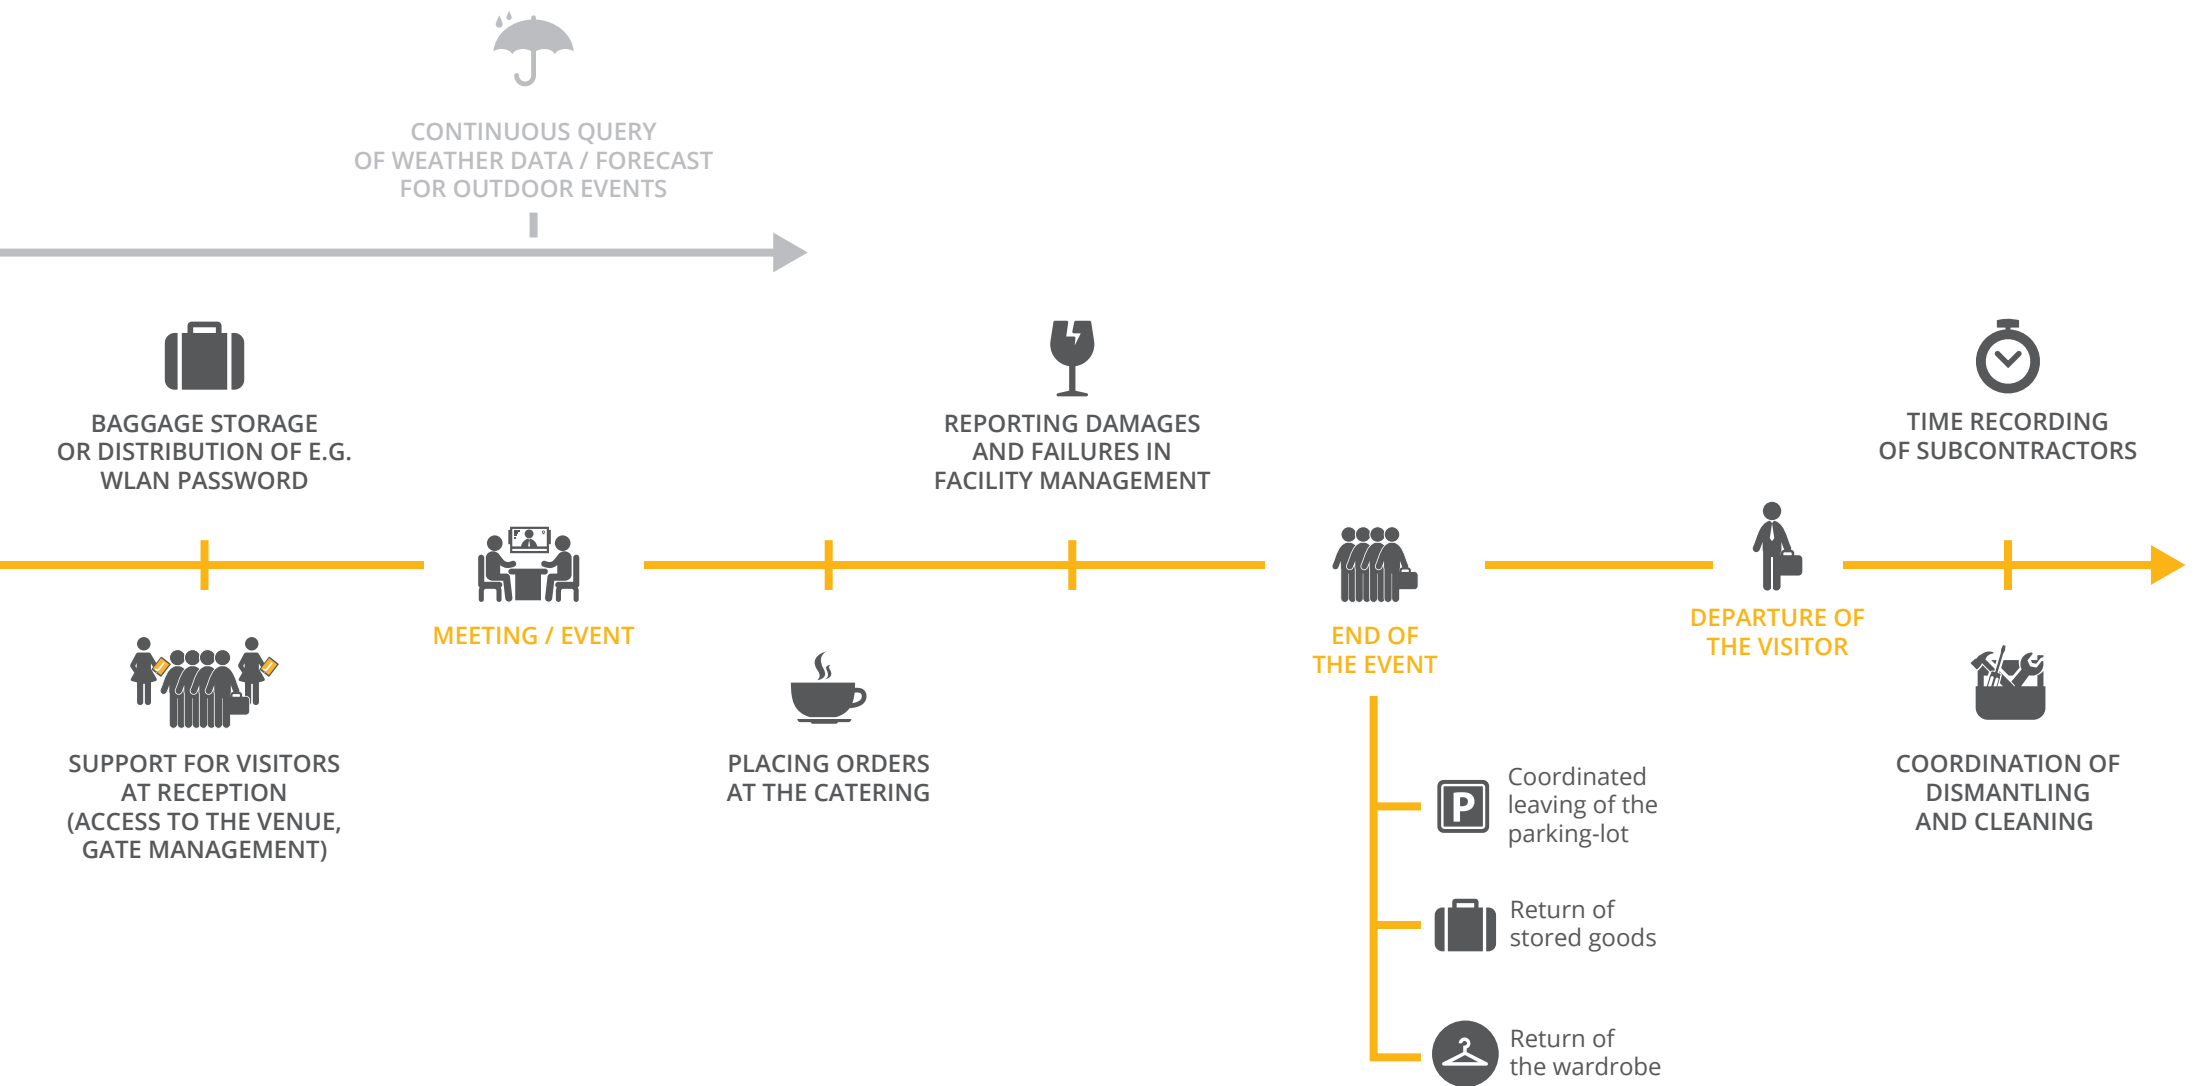 CONTINUOUS QUERY
OF WEATHER DATA / FORECAST
FOR OUTDOOR EVENTS
BAGGAGE STORAGE
OR DISTRIBUTION OF E.G.
WLAN PASSWORD
REPORTING DAMAGES
AND FAILURES IN
FACILITY MANAGEMENT
TIME RECORDING
OF SUBCONTRACTORS
MEETING / EVENT
END OF
THE EVENT
DEPARTURE OF
THE VISITOR
SUPPORT FOR VISITORS
AT RECEPTION
(ACCESS TO THE VENUE,
GATE MANAGEMENT)
PLACING ORDERS
AT THE CATERING
COORDINATION OF
DISMANTLING
AND CLEANING
P
Coordinated
leaving of the
parking-lot
Return of
stored goods
Return of
the wardrobe